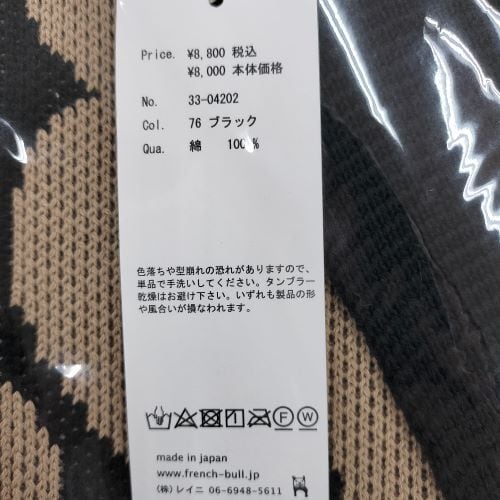 Price. ¥8,800 税込
¥8,000 本体価格
No. 33-04202
Col. 76 ブラック
Qua. 綿 100%
色落ちや型崩れの恐れがありますので、
単品で手洗いしてください。タンブラー
乾燥はお避け下さい。いずれも製品の形
や風合いが損なわれます。
F W
made in japan
www.french-bull.jp
(株)レイニ 06-6948-5611